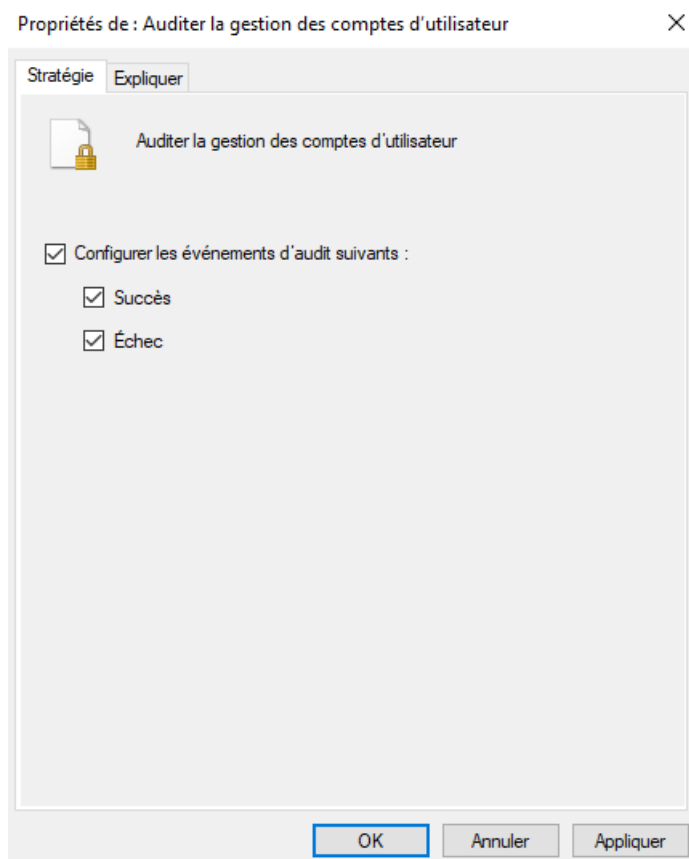 Propriétés de : Auditer la gestion des comptes d'utilisateur
Stratégie Expliquer
Auditer la gestion des comptes d'utilisateur
Configurer les événements d'audit suivants :
Succès
Échec
OK Annuler Appliquer